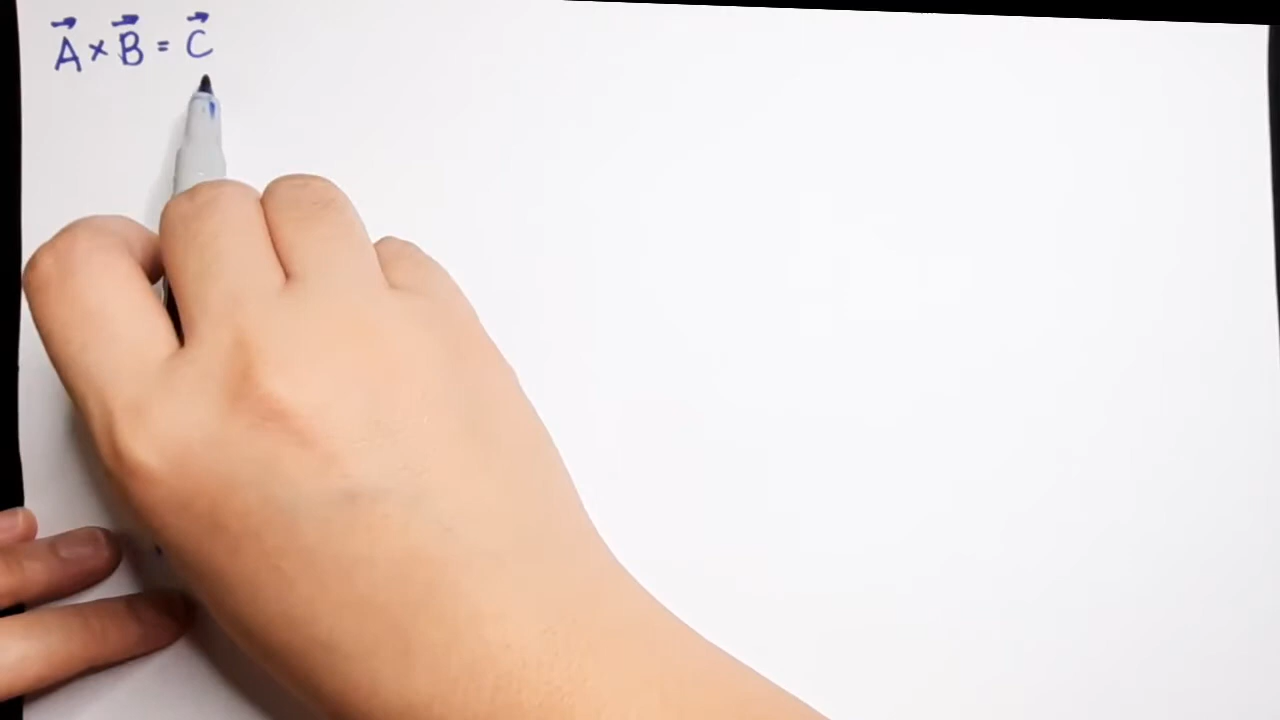 A⃗ × B⃗ = C⃗